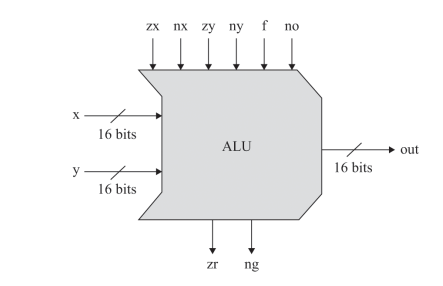 zx nx zy ny f no
x
16 bits
ALU
out
16 bits
y
16 bits
zr ng